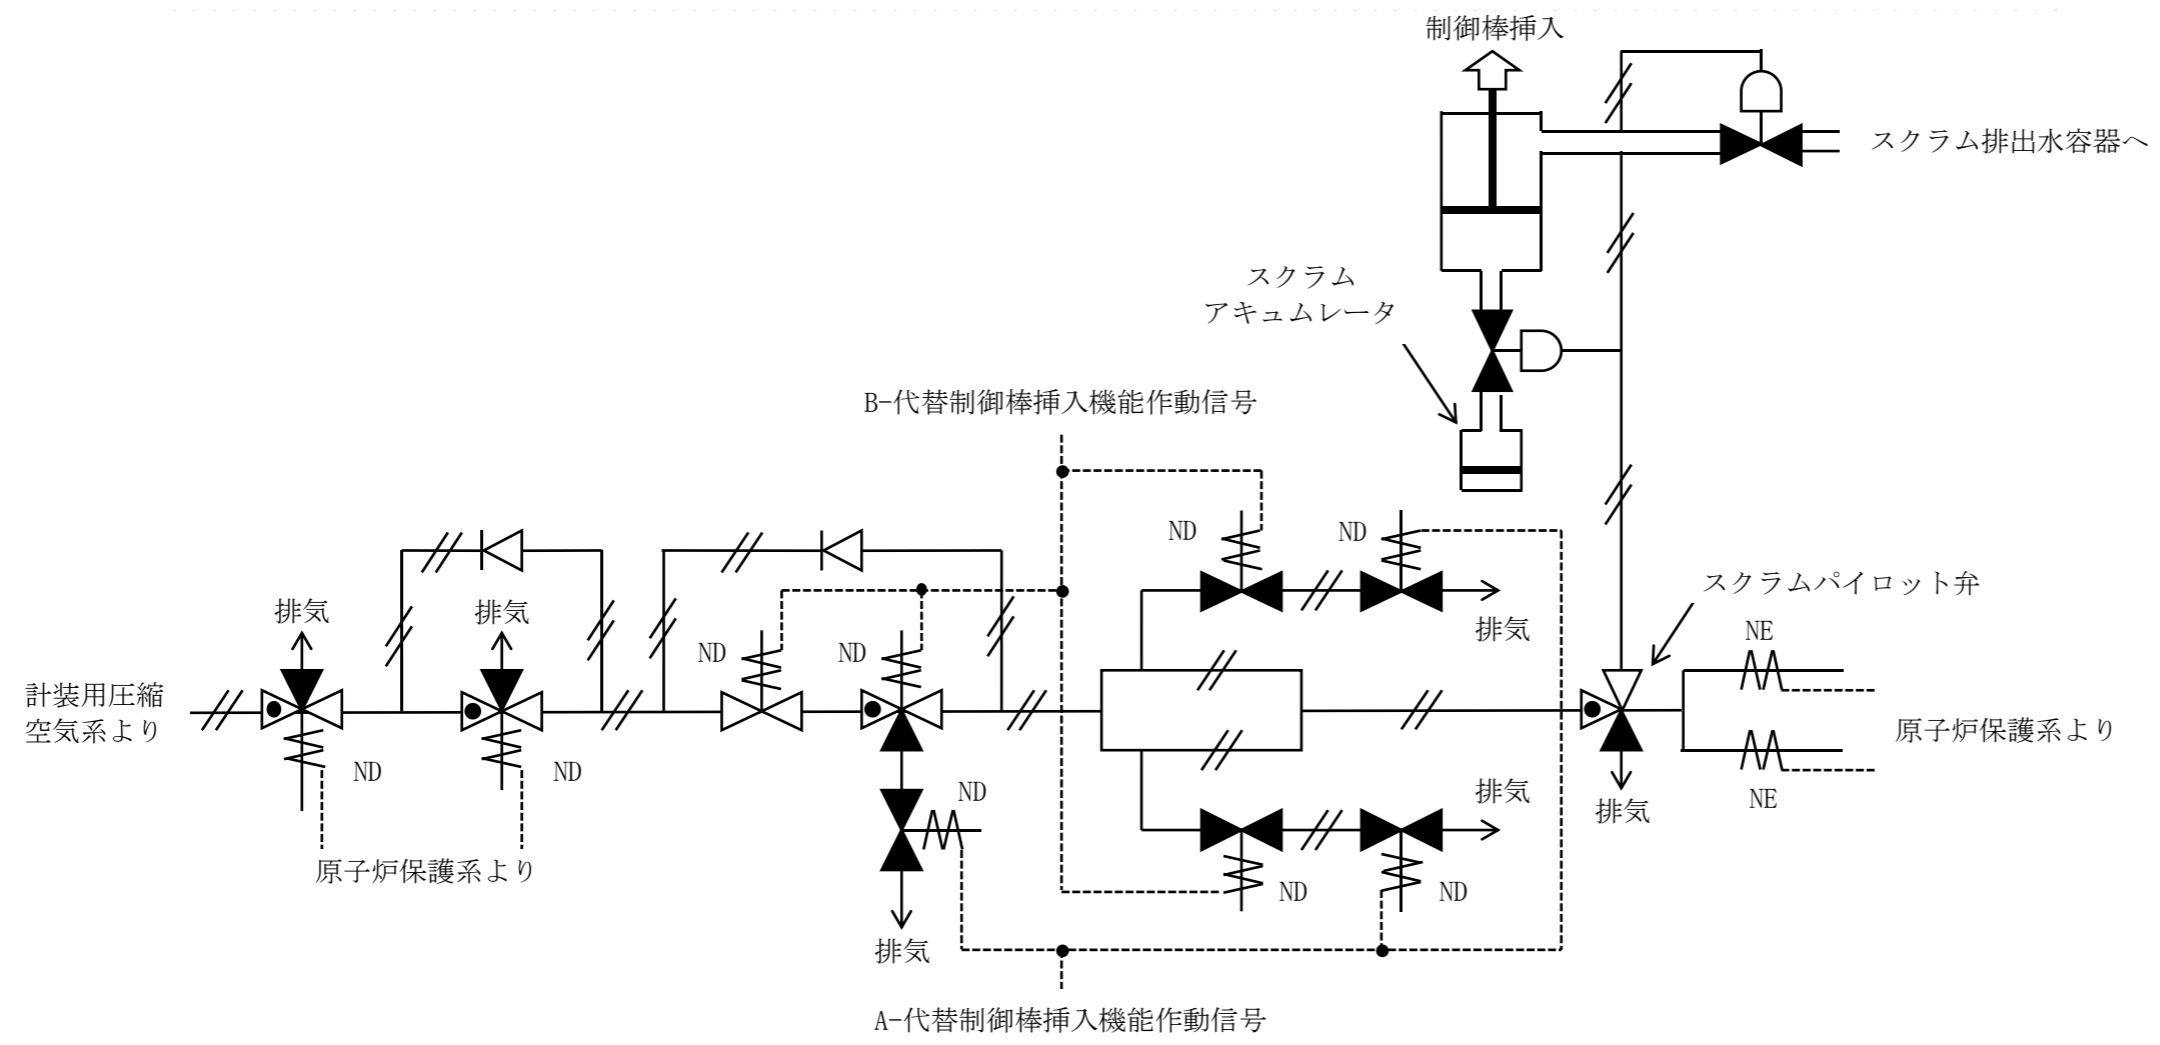 制御棒挿入
スクラム排出水容器へ
スクラム
アキュムレータ
B-代替制御棒挿入機能作動信号
ND
ND
スクラムパイロット弁
排気
排気
排気
NE
ND
ND
計装用圧縮
空気系より
原子炉保護系より
ND
ND
排気
ND
NE
排気
原子炉保護系より
ND
ND
排気
A-代替制御棒挿入機能作動信号